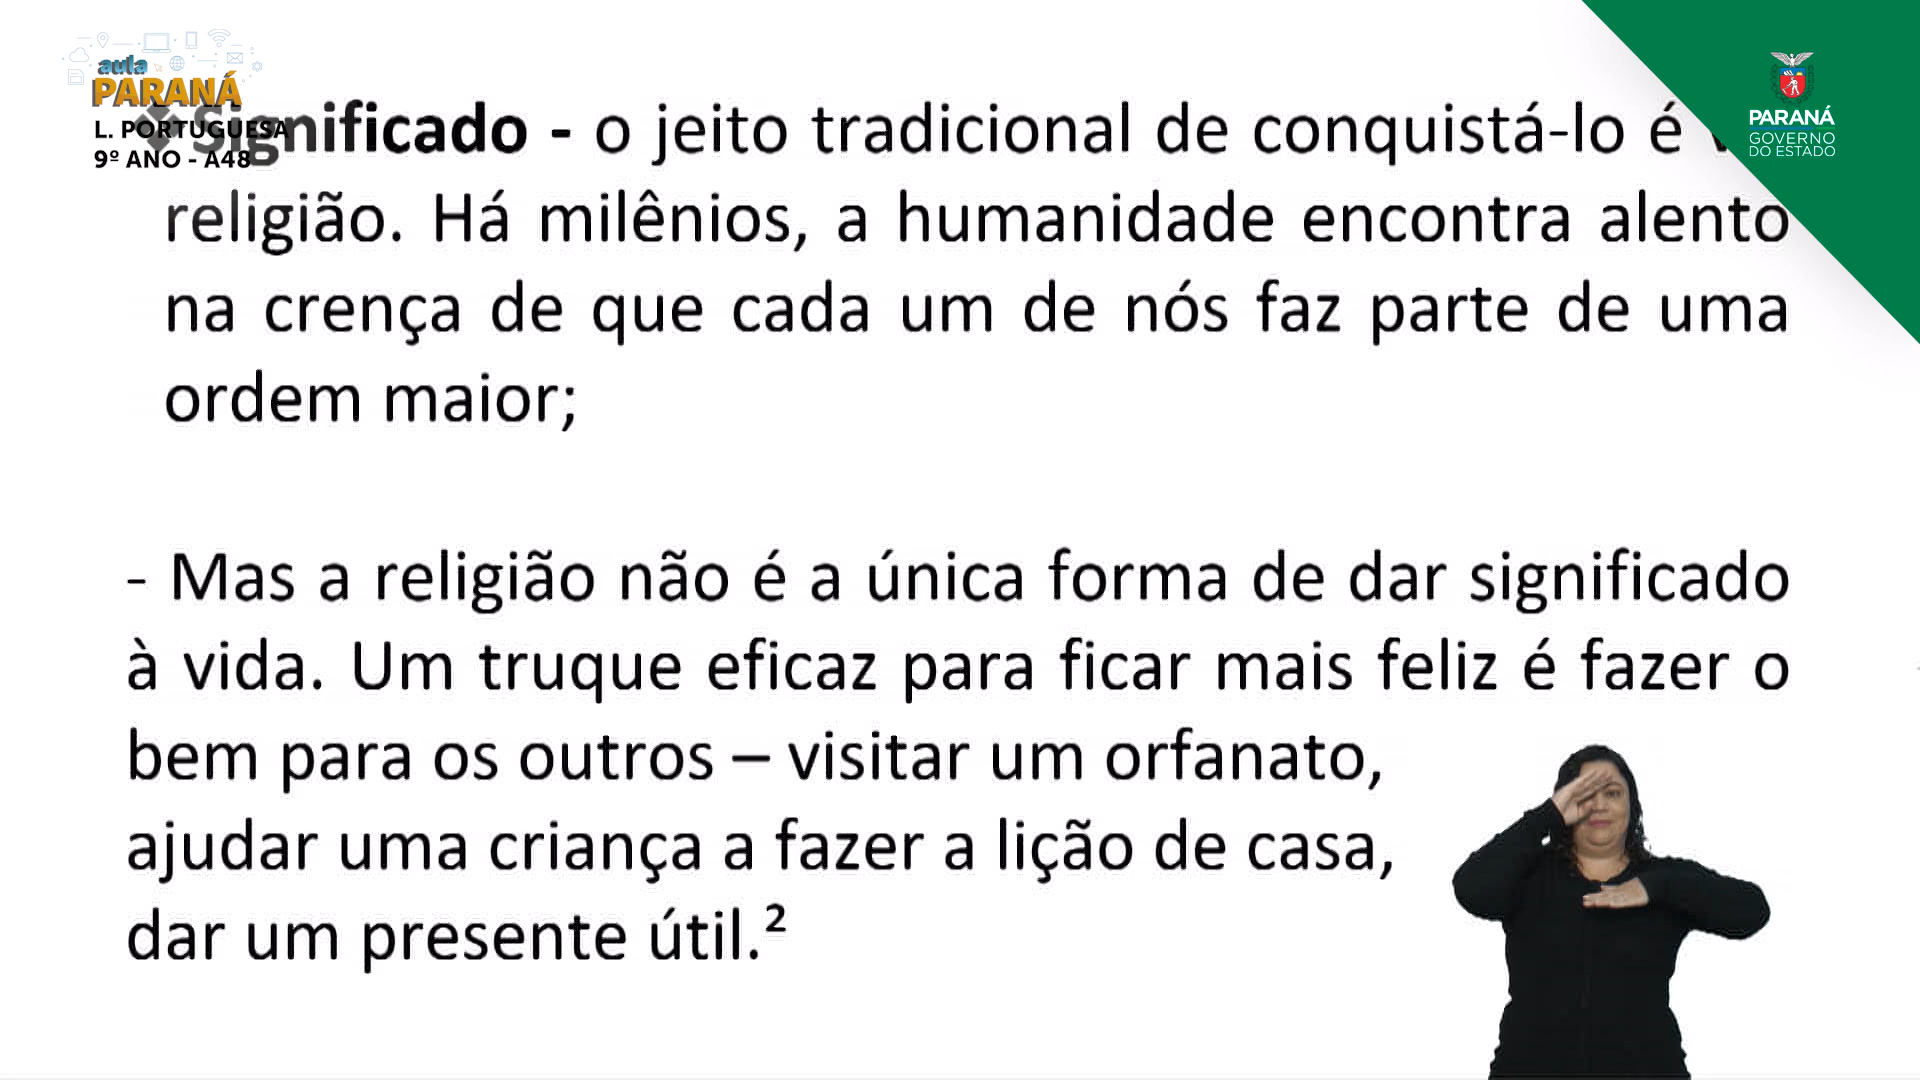 aula
PARANÁ
L. PORTUGUESA
9º ANO - A48
PARANÁ
GOVERNO
DO ESTADO
Significado - o jeito tradicional de conquistá-lo é
religião. Há milênios, a humanidade encontra alento
na crença de que cada um de nós faz parte de uma
ordem maior;
- Mas a religião não é a única forma de dar significado
à vida. Um truque eficaz para ficar mais feliz é fazer o
bem para os outros – visitar um orfanato,
ajudar uma criança a fazer a lição de casa,
dar um presente útil.²